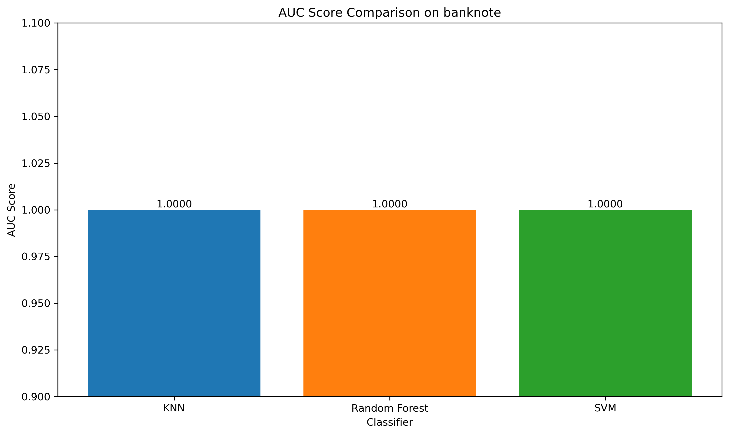 AUC Score Comparison on banknote
AUC Score
1.100
1.075
1.050
1.025
1.000
0.975
0.950
0.925
0.900
1.0000
1.0000
1.0000
KNN
Random Forest
SVM
Classifier